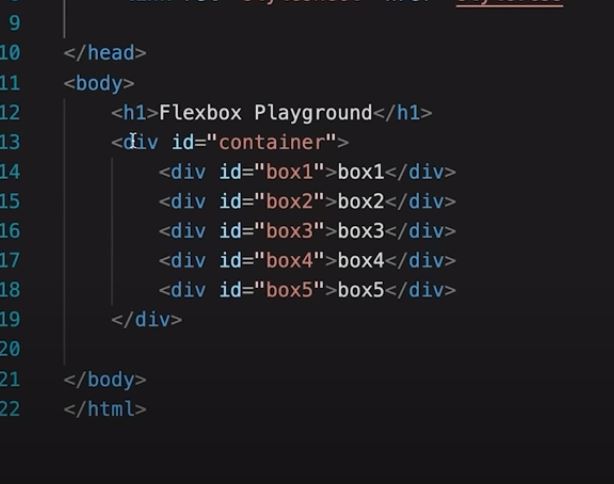 9
10 </head>
11 <body>
12 <h1>Flexbox Playground</h1>
13 <div id="container">
14 <div id="box1">box1</div>
15 <div id="box2">box2</div>
16 <div id="box3">box3</div>
17 <div id="box4">box4</div>
18 <div id="box5">box5</div>
19 </div>
20
21 </body>
22 </html>